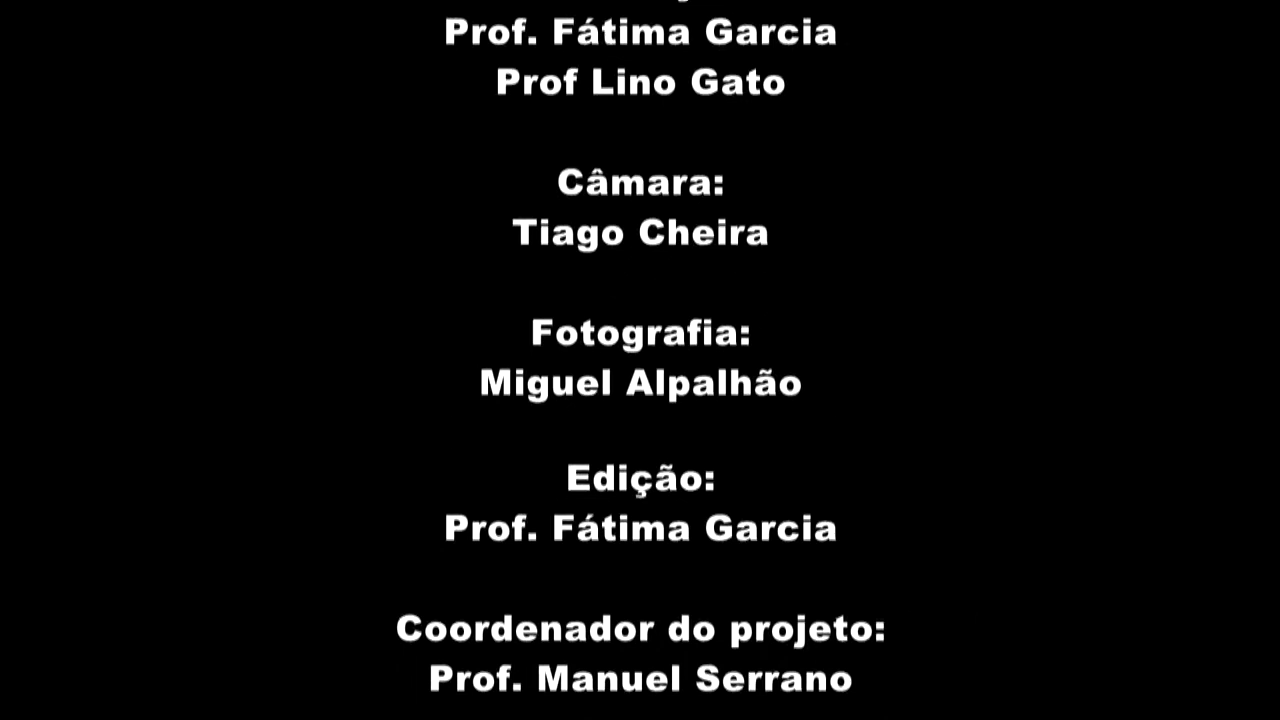 Prof. Fátima Garcia
Prof Lino Gato
Câmara:
Tiago Cheira
Fotografia:
Miguel Alpalhão
Edição:
Prof. Fátima Garcia
Coordenador do projeto:
Prof. Manuel Serrano